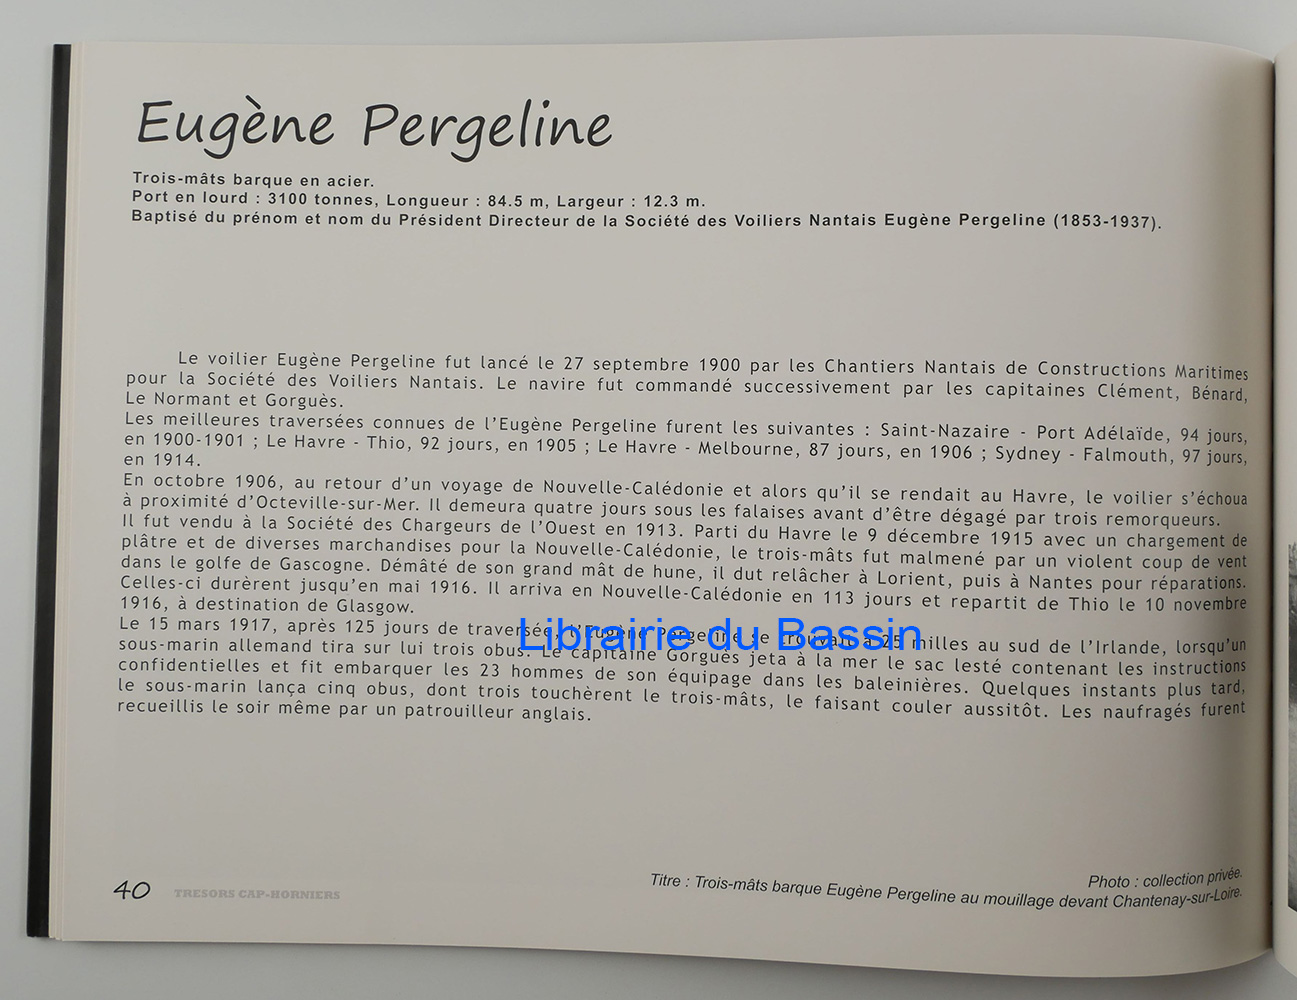 Eugène Pergeline
Trois-mâts barque en acier.
Port en lourd : 3100 tonnes, Longueur : 84.5 m, Largeur : 12.3 m.
Baptisé du prénom et nom du Président Directeur de la Société des Voiliers Nantais Eugène Pergeline (1853-1937).
Le voilier Eugène Pergeline fut lancé le 27 septembre 1900 par les Chantiers Nantais de Constructions Maritimes
pour la Société des Voiliers Nantais. Le navire fut commandé successivement par les capitaines Clément, Bénard,
Le Normant et Gorguès.
Les meilleures traversées connues de l'Eugène Pergeline furent les suivantes : Saint-Nazaire - Port Adélaïde, 94 jours,
en 1900-1901 ; Le Havre - Thio, 92 jours, en 1905 ; Le Havre - Melbourne, 87 jours, en 1906 ; Sydney - Falmouth, 97 jours,
en 1914.
En octobre 1906, au retour d'un voyage de Nouvelle-Calédonie et alors qu'il se rendait au Havre, le voilier s'échoua
à proximité d'Octeville-sur-Mer. Il demeura quatre jours sous les falaises avant d'être dégagé par trois remorqueurs.
Il fut vendu à la Société des Chargeurs de l'Ouest en 1913. Parti du Havre le 9 décembre 1915 avec un chargement de
plâtre et de diverses marchandises pour la Nouvelle-Calédonie, le trois-mâts fut malmené par un violent coup de vent
dans le golfe de Gascogne. Démâté de son grand mât de hune, il dut relâcher à Lorient, puis à Nantes pour réparations.
Celles-ci durèrent jusqu'en mai 1916. Il arriva en Nouvelle-Calédonie en 113 jours et repartit de Thio le 10 novembre
1916, à destination de Glasgow.
Le 15 mars 1917, après 125 jours de traversée, l'Eugène Pergeline se trouvait à 25 milles au sud de l'Irlande, lorsqu'un
sous-marin allemand tira sur lui trois obus. Le capitaine Gorguès jeta à la mer le sac lesté contenant les instructions
confidentielles et fit embarquer les 23 hommes de son équipage dans les baleinières. Quelques instants plus tard,
le sous-marin lança cinq obus, dont trois touchèrent le trois-mâts, le faisant couler aussitôt. Les naufragés furent
recueillis le soir même par un patrouilleur anglais.
Librairie du Bassin
Photo : collection privée.
Titre : Trois-mâts barque Eugène Pergeline au mouillage devant Chantenay-sur-Loire.
40 TRESORS CAP-HORNIERS